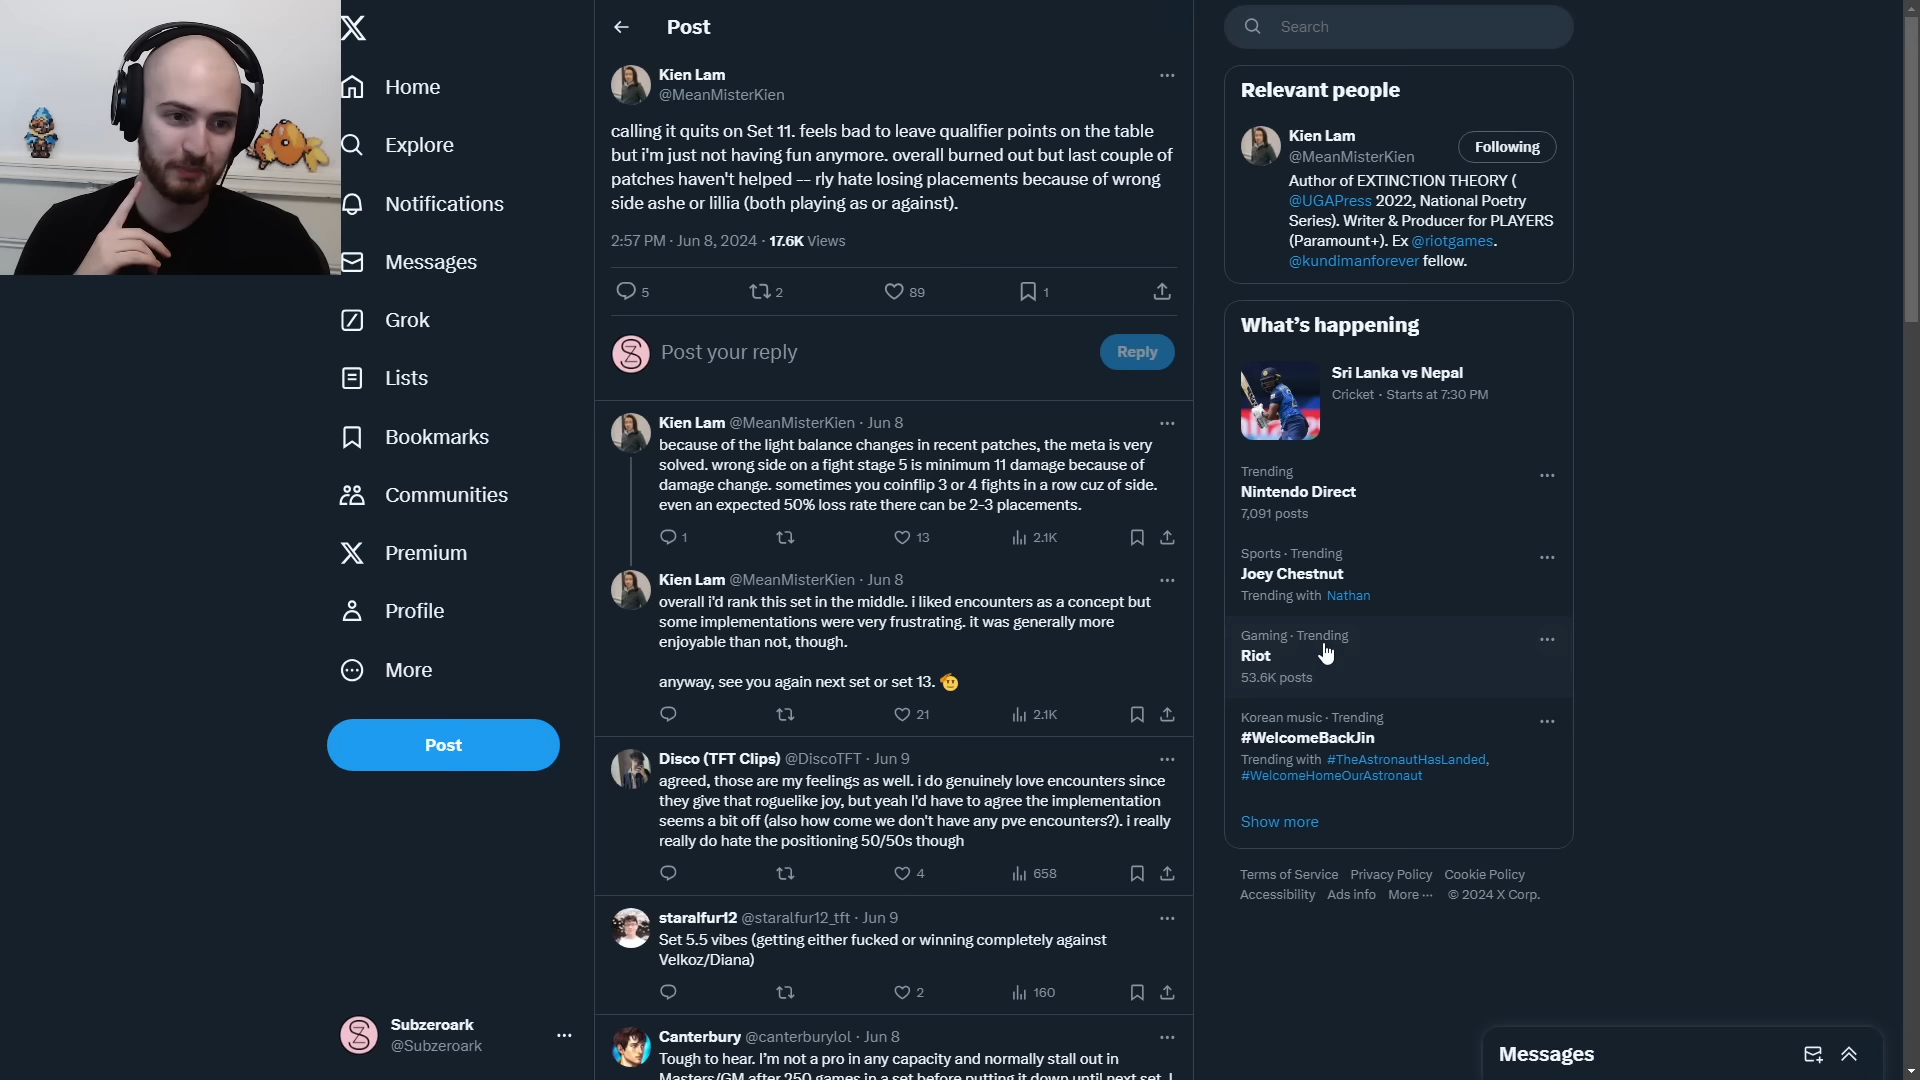 Home
Explore
Notifications
Messages
Grok
Lists
Bookmarks
Communities
Premium
Profile
More
Post
Subzeroark
@Subzeroark
Post
Kien Lam
@MeanMisterKien
calling it quits on Set 11. feels bad to leave qualifier points on the table
but i'm just not having fun anymore. overall burned out but last couple of
patches haven't helped -- rly hate losing placements because of wrong
side ashe or lillia (both playing as or against).
2:57 PM · Jun 8, 2024 · 17.6K Views
5 2 89 1
Post your reply
Reply
Kien Lam @MeanMisterKien · Jun 8
because of the light balance changes in recent patches, the meta is very
solved. wrong side on a fight stage 5 is minimum 11 damage because of
damage change. sometimes you coinflip 3 or 4 fights in a row cuz of side.
even an expected 50% loss rate there can be 2-3 placements.
1 13 2.1K
Kien Lam @MeanMisterKien · Jun 8
overall i'd rank this set in the middle. i liked encounters as a concept but
some implementations were very frustrating. it was generally more
enjoyable than not, though.
anyway, see you again next set or set 13. 🫡
21 2.1K
Disco (TFT Clips) @DiscoTFT · Jun 9
agreed, those are my feelings as well. i do genuinely love encounters since
they give that roguelike joy, but yeah I'd have to agree the implementation
seems a bit off (also how come we don't have any pve encounters?). i really
really do hate the positioning 50/50s though
4 658
staralfur12 @staralfur12_tft · Jun 9
Set 5.5 vibes (getting either fucked or winning completely against
Velkoz/Diana)
2 160
Canterbury @canterburylol · Jun 8
Tough to hear. I'm not a pro in any capacity and normally stall out in
Masters/GM after 250 games in a set before putting it down until next set. I
Search
Relevant people
Kien Lam
@MeanMisterKien
Following
Author of EXTINCTION THEORY (
@UGAPress 2022, National Poetry
Series). Writer & Producer for PLAYERS
(Paramount+). Ex @riotgames.
@kundimanforever fellow.
What's happening
Sri Lanka vs Nepal
Cricket · Starts at 7:30 PM
Trending
Nintendo Direct
7,091 posts
Sports · Trending
Joey Chestnut
Trending with Nathan
Gaming · Trending
Riot
53.6K posts
Korean music · Trending
#WelcomeBackJin
Trending with #TheAstronautHasLanded,
#WelcomeHomeOurAstronaut
Show more
Terms of Service Privacy Policy Cookie Policy
Accessibility Ads info More ··· © 2024 X Corp.
Messages